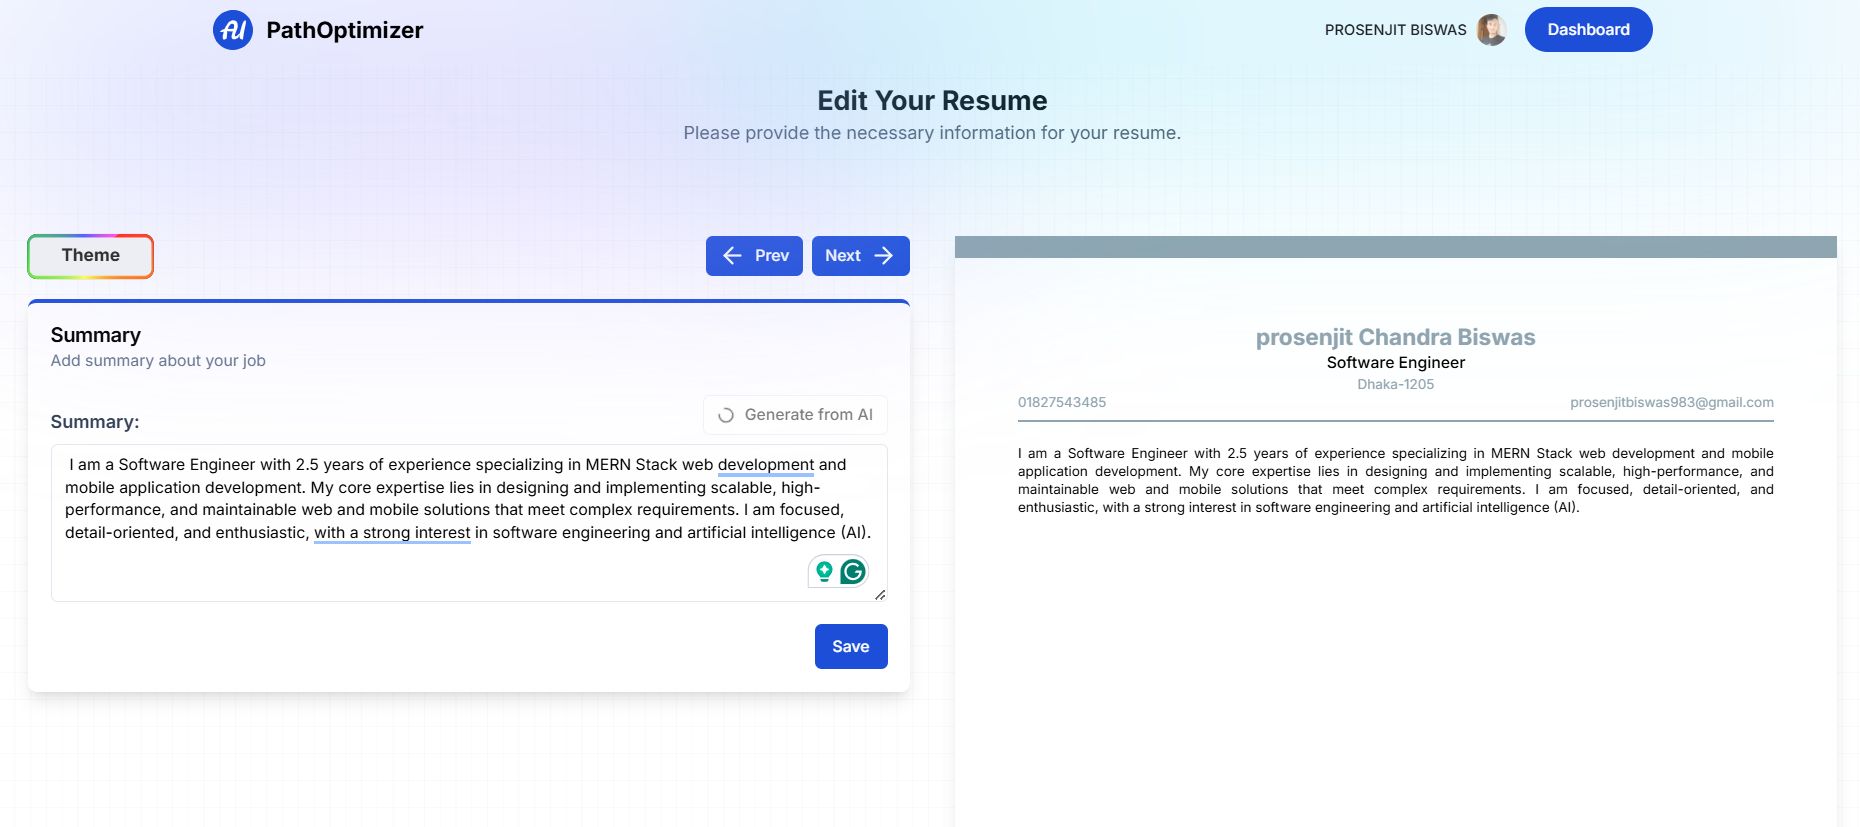 AI PathOptimizer
PROSENJIT BISWAS
Dashboard
Edit Your Resume
Please provide the necessary information for your resume.
Theme
Prev
Next
Summary
Add summary about your job
Summary:
Generate from AI
I am a Software Engineer with 2.5 years of experience specializing in MERN Stack web development and
mobile application development. My core expertise lies in designing and implementing scalable, high-
performance, and maintainable web and mobile solutions that meet complex requirements. I am focused,
detail-oriented, and enthusiastic, with a strong interest in software engineering and artificial intelligence (AI).
Save
prosenjit Chandra Biswas
Software Engineer
Dhaka-1205
01827543485
prosenjitbiswas983@gmail.com
I am a Software Engineer with 2.5 years of experience specializing in MERN Stack web development and mobile
application development. My core expertise lies in designing and implementing scalable, high-performance, and
maintainable web and mobile solutions that meet complex requirements. I am focused, detail-oriented, and
enthusiastic, with a strong interest in software engineering and artificial intelligence (AI).